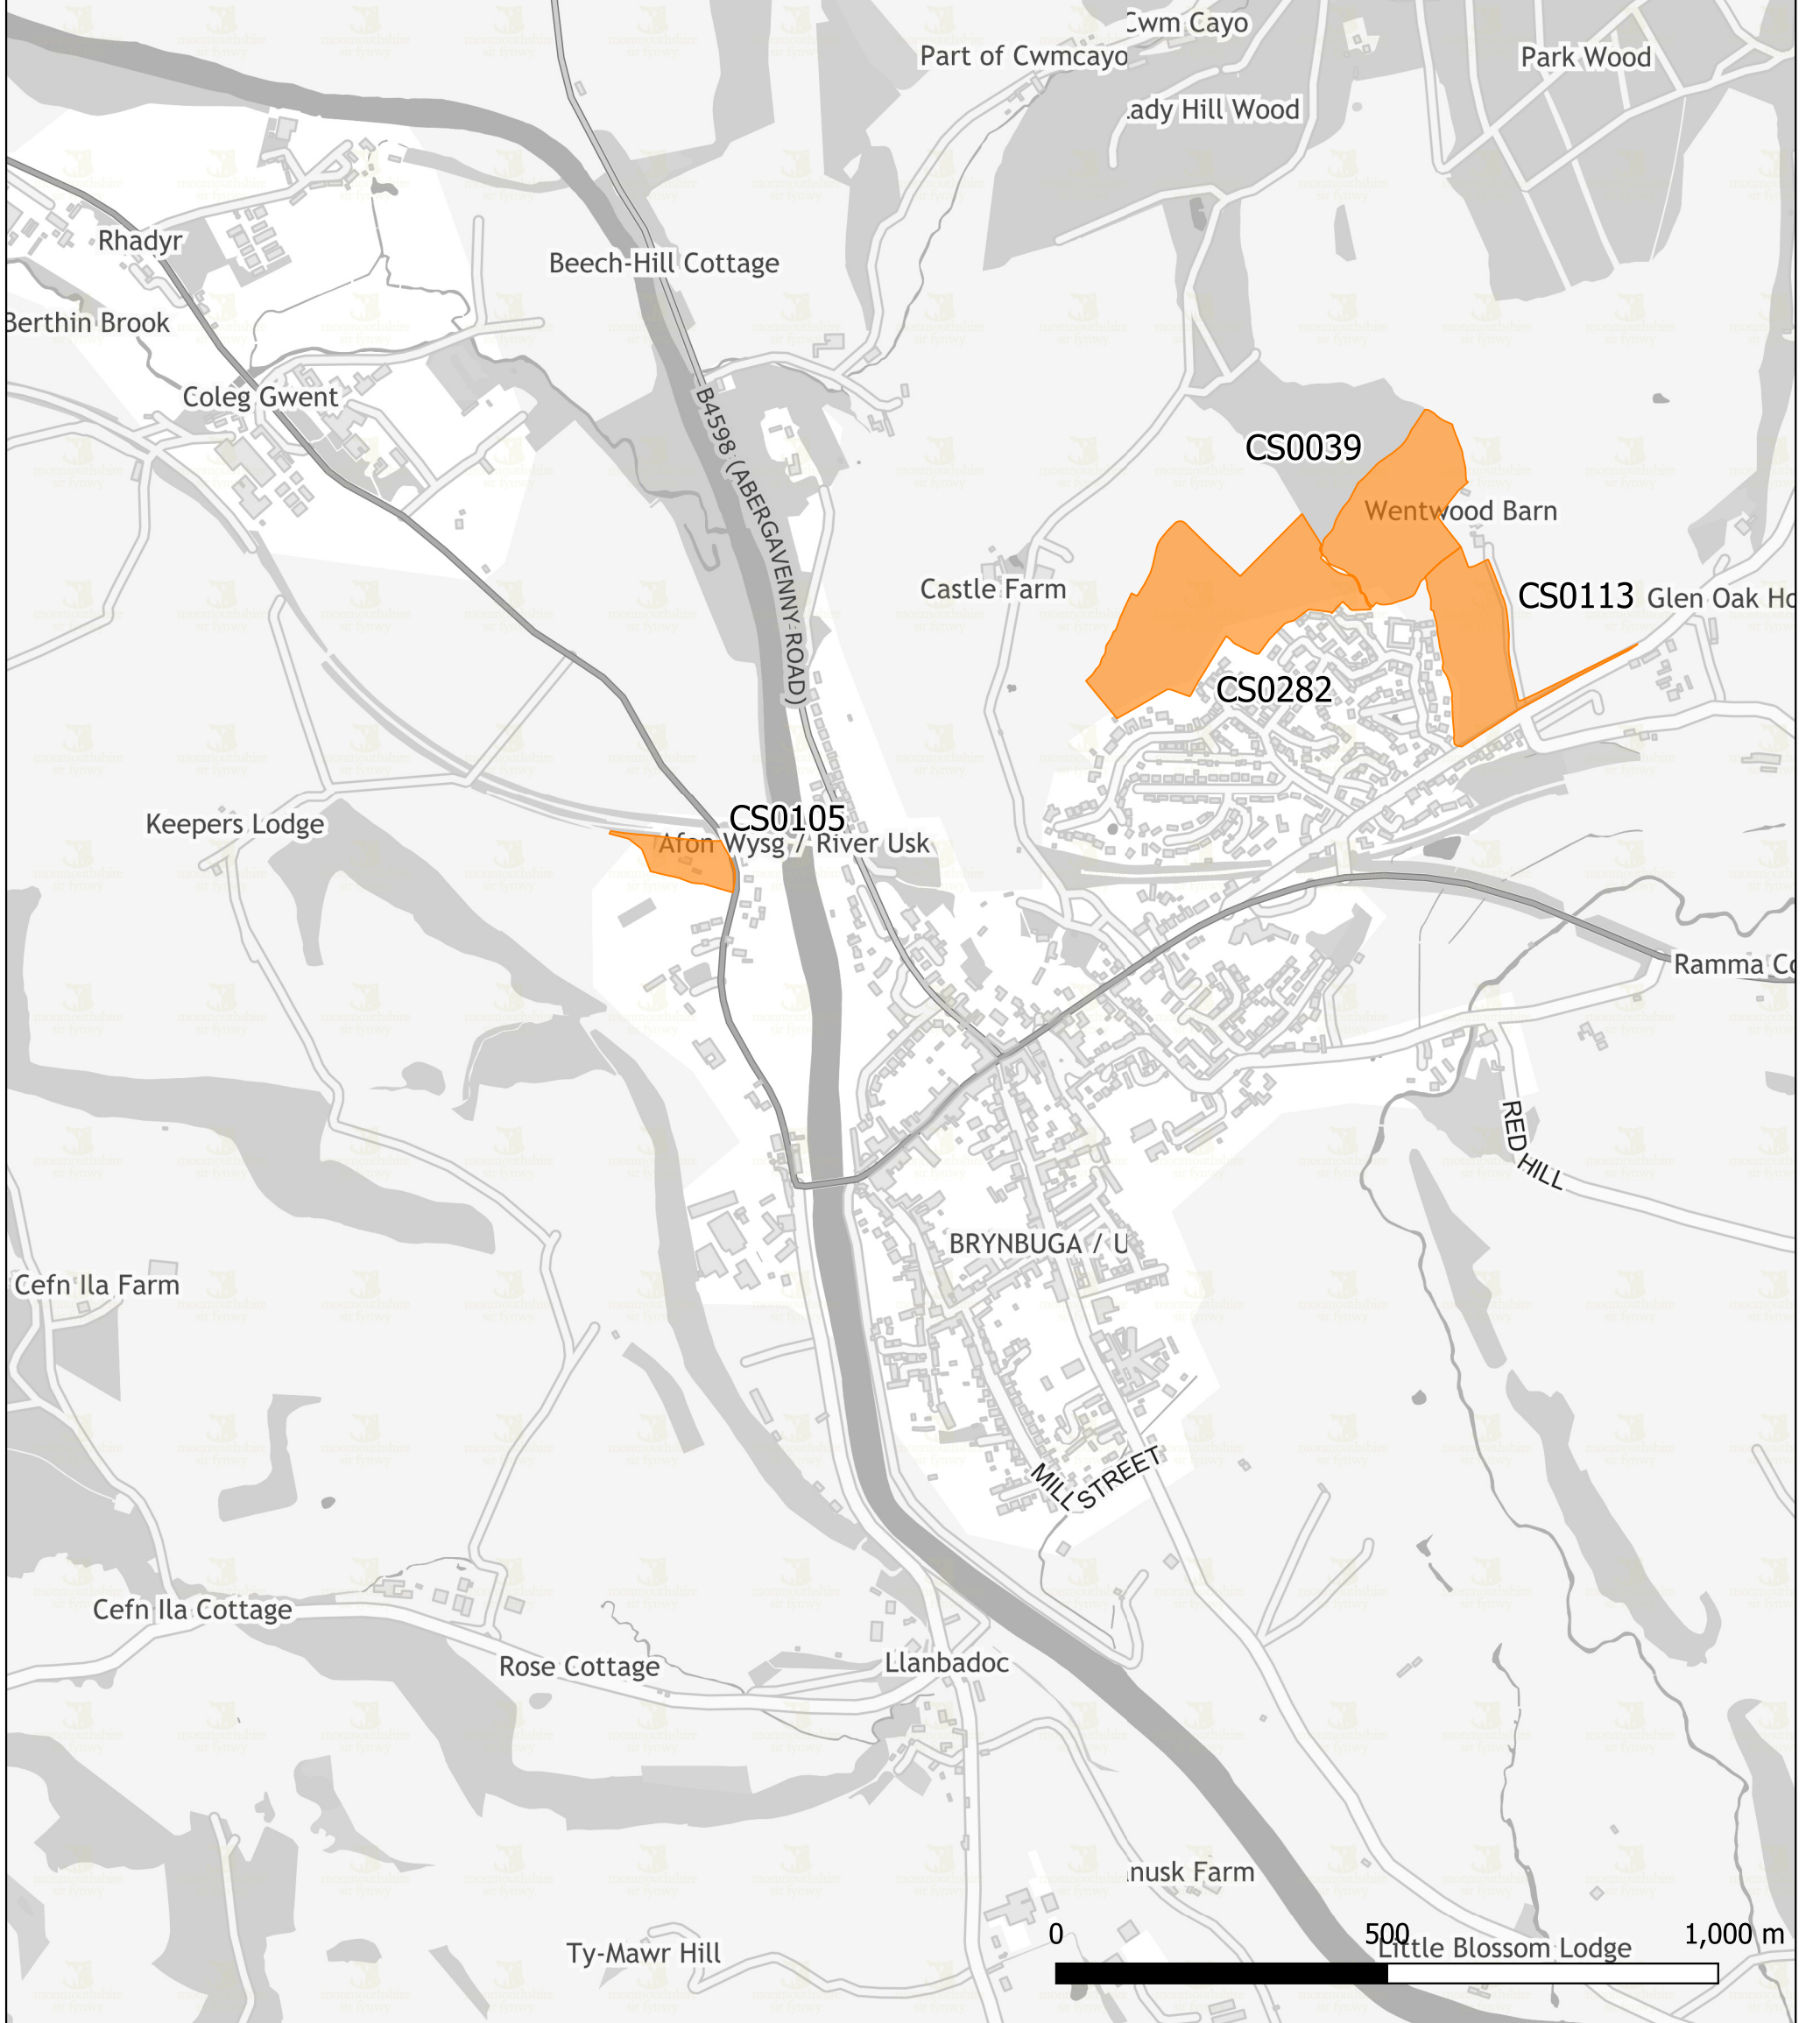 Cwm Cayo
Part of Cwmcayo
Park Wood
ady Hill Wood
Rhadyr
Beech-Hill Cottage
Berthin Brook
Coleg Gwent
B4598 (ABERGAVENNY-ROAD)
CS0039
Wentwood Barn
Castle Farm
CS0113
Glen Oak Ho
CS0282
CS0105
Keepers Lodge
Afon Wysg / River Usk
Ramma Co
RED HILL
BRYNBUGA / U
Cefn Ila Farm
MILL STREET
Cefn Ila Cottage
Rose Cottage
Llanbadoc
nusk Farm
0
500
1,000 m
Ty-Mawr Hill
Little Blossom Lodge
monmouthshire
sir fynwy